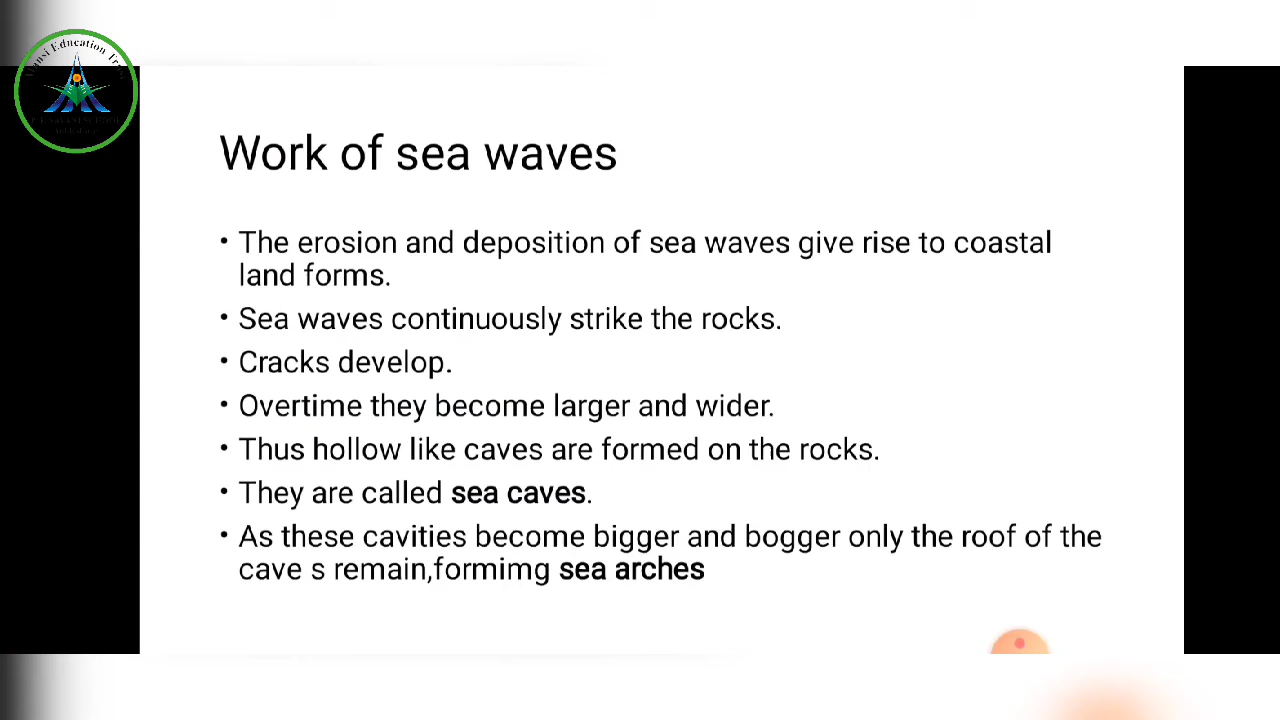 Work of sea waves
• The erosion and deposition of sea waves give rise to coastal
land forms.
• Sea waves continuously strike the rocks.
• Cracks develop.
• Overtime they become larger and wider.
• Thus hollow like caves are formed on the rocks.
• They are called sea caves.
• As these cavities become bigger and bogger only the roof of the
cave s remain,formimg sea arches